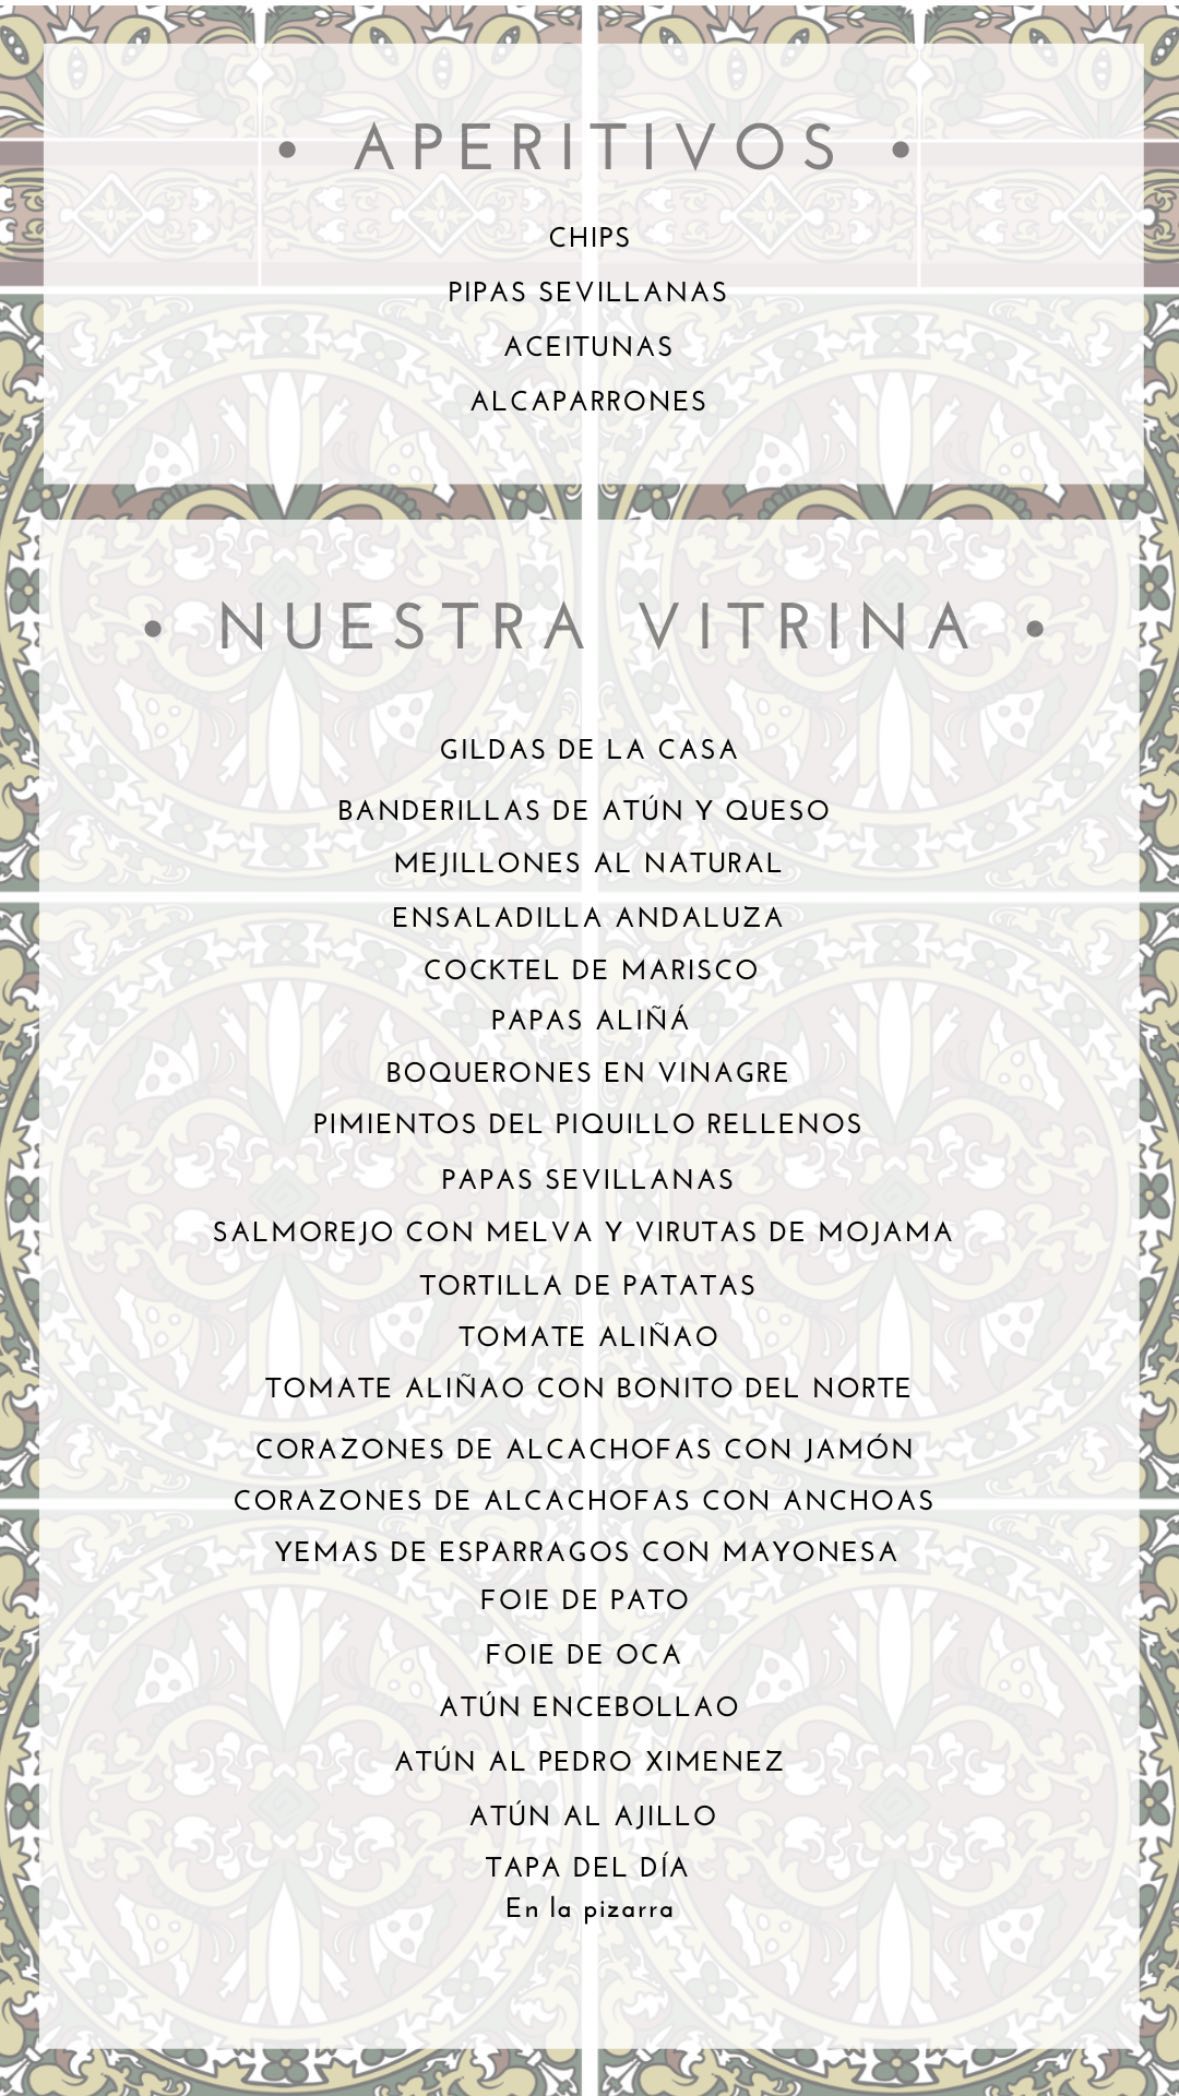 • APERITIVOS •
CHIPS
PIPAS SEVILLANAS
ACEITUNAS
ALCAPARRONES
• NUESTRA VITRINA •
GILDAS DE LA CASA
BANDERILLAS DE ATÚN Y QUESO
MEJILLONES AL NATURAL
ENSALADILLA ANDALUZA
COCKTEL DE MARISCO
PAPAS ALIÑÁ
BOQUERONES EN VINAGRE
PIMIENTOS DEL PIQUILLO RELLENOS
PAPAS SEVILLANAS
SALMOREJO CON MELVA Y VIRUTAS DE MOJAMA
TORTILLA DE PATATAS
TOMATE ALIÑAO
TOMATE ALIÑAO CON BONITO DEL NORTE
CORAZONES DE ALCACHOFAS CON JAMÓN
CORAZONES DE ALCACHOFAS CON ANCHOAS
YEMAS DE ESPARRAGOS CON MAYONESA
FOIE DE PATO
FOIE DE OCA
ATÚN ENCEBOLLAO
ATÚN AL PEDRO XIMENEZ
ATÚN AL AJILLO
TAPA DEL DÍA
En la pizarra